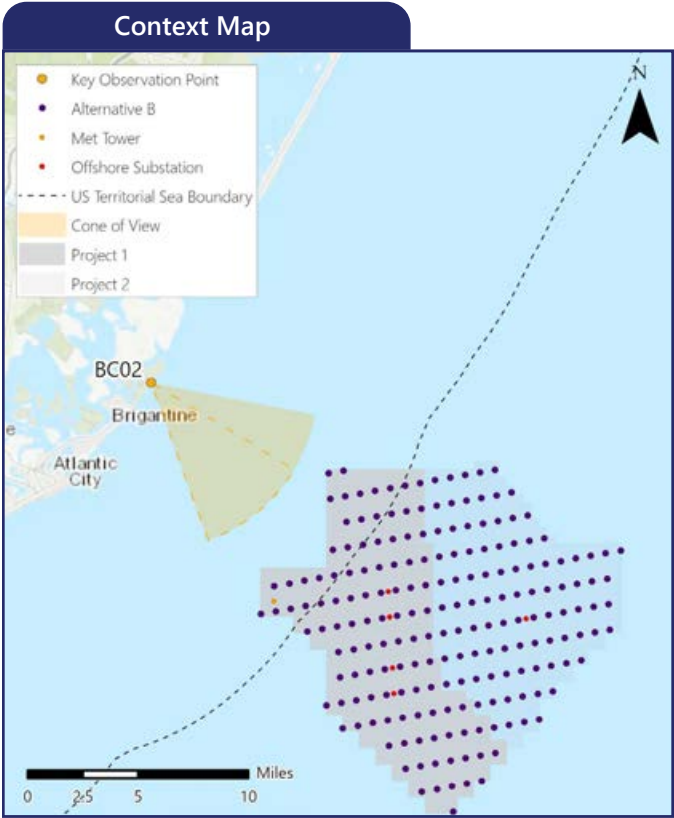 Context Map
Key Observation Point
Alternative B
Met Tower
Offshore Substation
US Territorial Sea Boundary
Cone of View
Project 1
Project 2
N
BC02
Brigantine
e
Atlantic
City
Miles
0 2.5 5 10